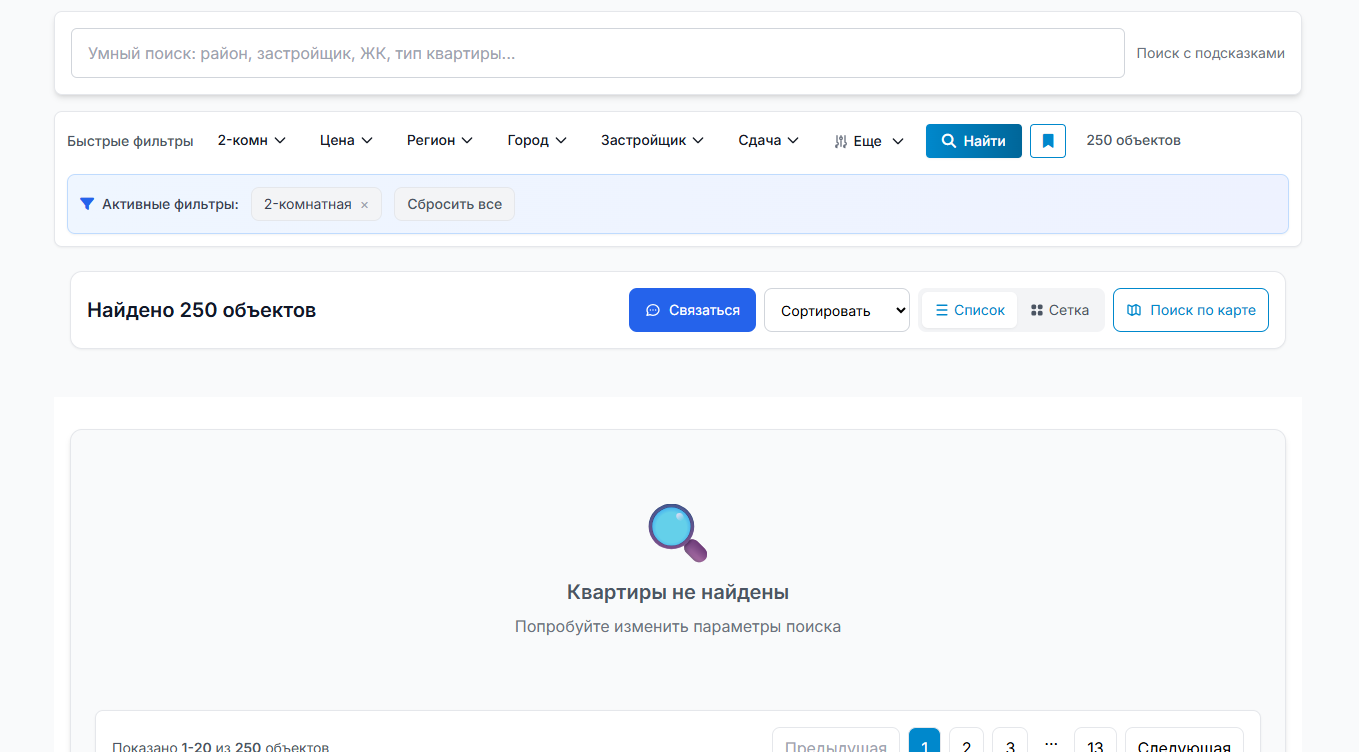 Умный поиск: район, застройщик, ЖК, тип квартиры...
Поиск с подсказками
Быстрые фильтры 2-комн Цена Регион Город Застройщик Сдача Еще Найти 250 объектов
Активные фильтры: 2-комнатная × Сбросить все
Найдено 250 объектов Связаться Сортировать Список Сетка Поиск по карте
Квартиры не найдены
Попробуйте изменить параметры поиска
Показано 1-20 из 250 объектов Предыдущая 1 2 3 ... 13 Следующая